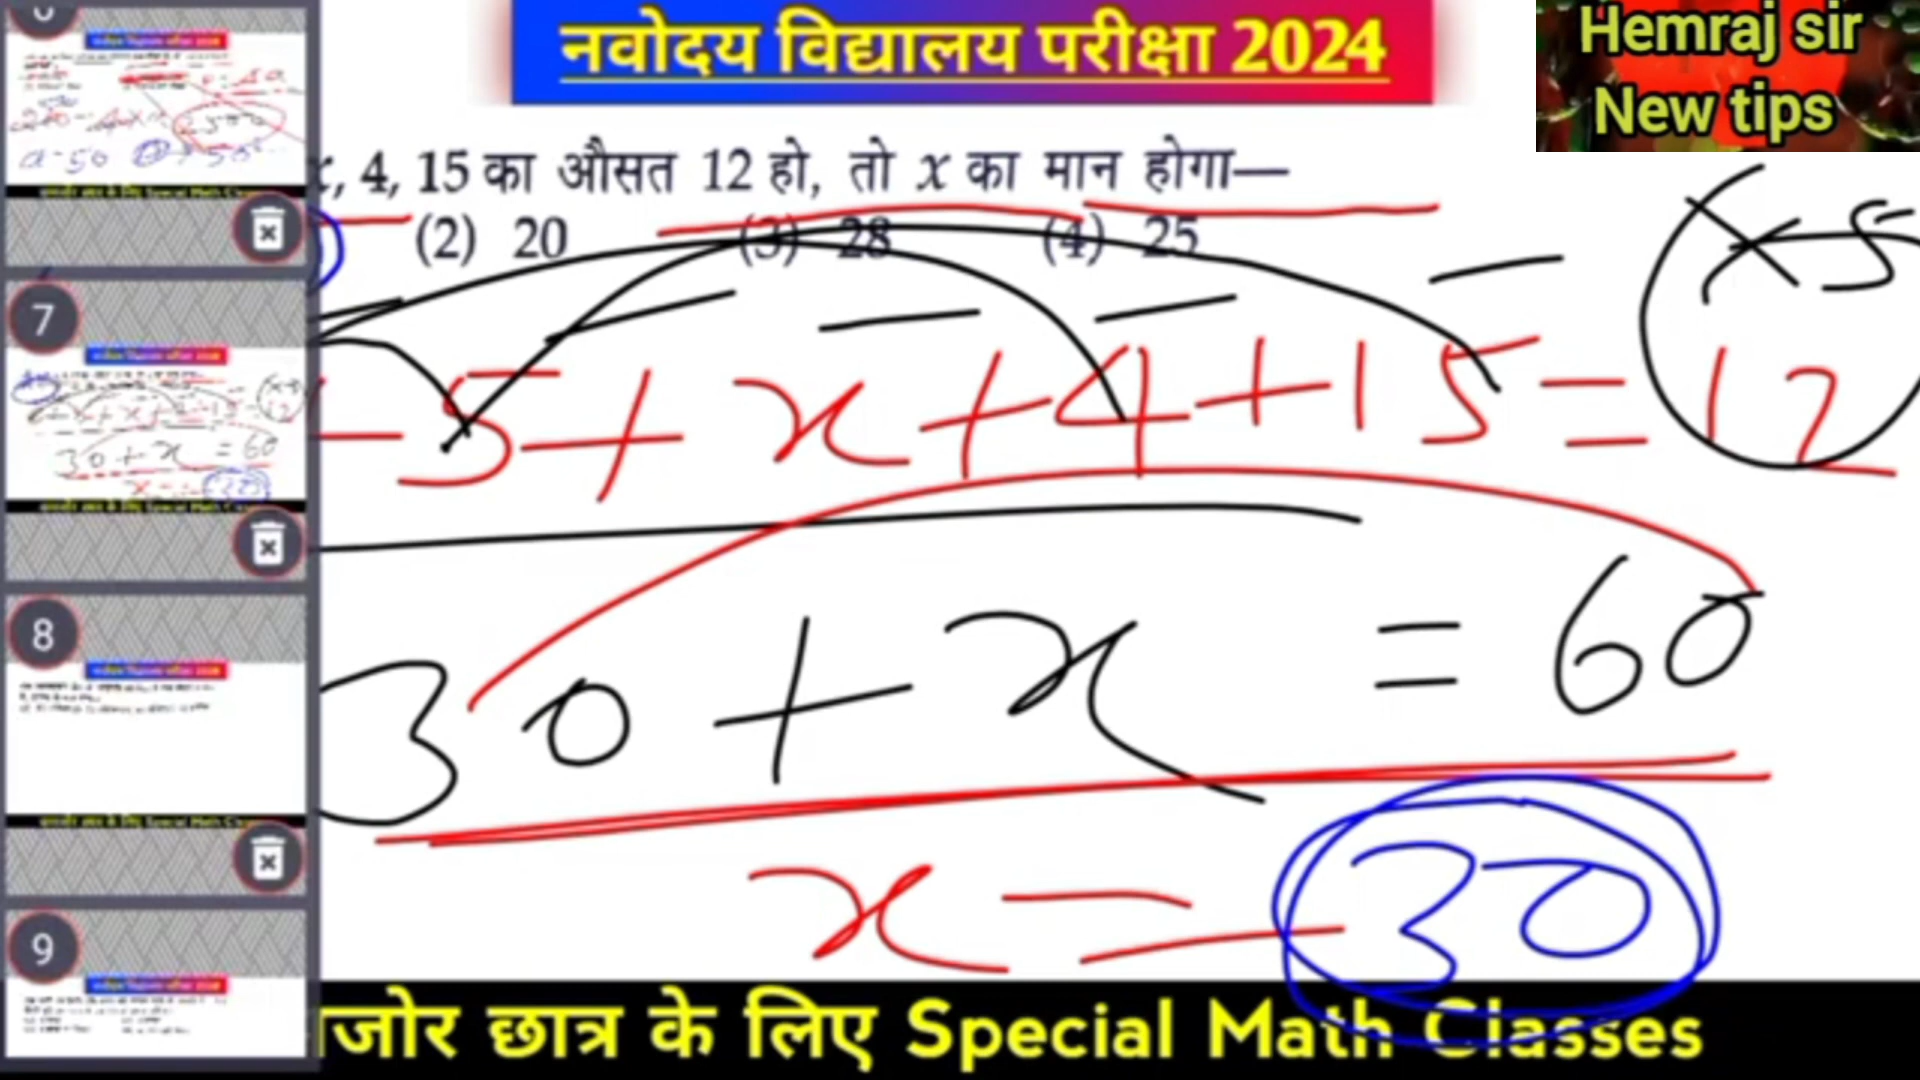 नवोदय विद्यालय परीक्षा 2024
Hemraj sir
New tips
x, 4, 15 का औसत 12 हो, तो x का मान होगा—
(2) 20 (3) 28 (4) 25
×5
5 + x + 4 + 15 = 12
30 + x = 60
x = 30
7
8
9
जोर छात्र के लिए Special Math Classes